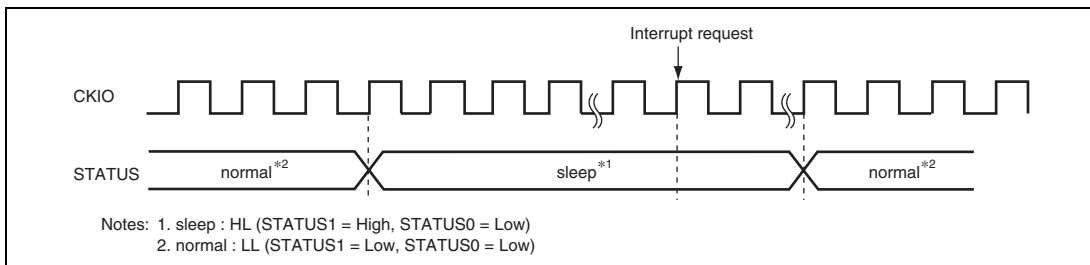 Interrupt request
CKIO
STATUS normal*2 sleep*1 normal*2
Notes: 1. sleep : HL (STATUS1 = High, STATUS0 = Low)
2. normal : LL (STATUS1 = Low, STATUS0 = Low)